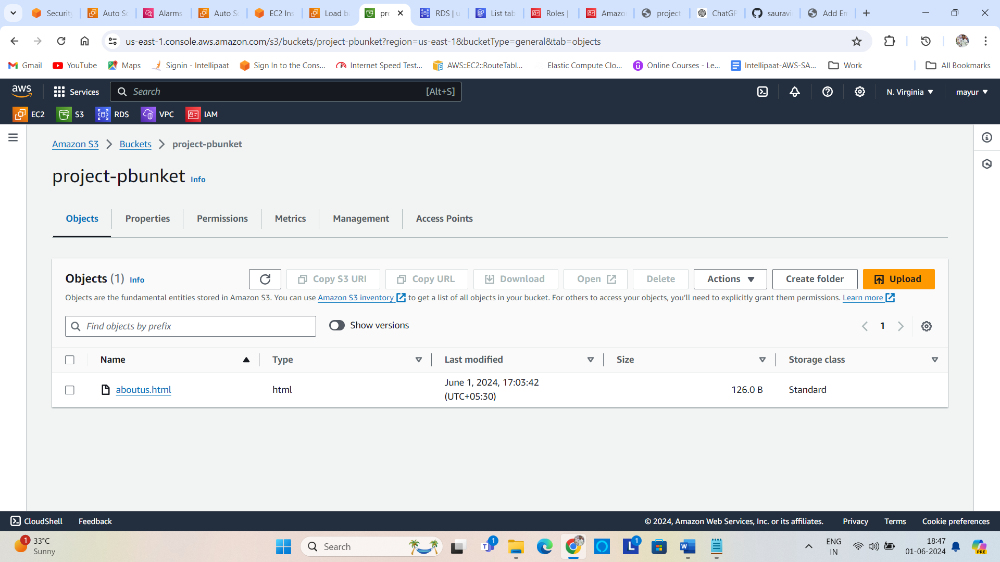 Security
Auto Sc
Alarms
Auto Sc
EC2 Ins
Load ba
pro
RDS | u
List tab
Roles |
Amazo
project
ChatGP
sauravi
Add Em
us-east-1.console.aws.amazon.com/s3/buckets/project-pbunket?region=us-east-1&bucketType=general&tab=objects
Gmail
YouTube
Maps
Signin - Intellipaat
Sign In to the Cons...
Internet Speed Test...
AWS::EC2::RouteTabl...
Elastic Compute Clo...
Online Courses - Le...
Intellipaat-AWS-SA...
Work
All Bookmarks
aws
Services
Search
[Alt+S]
N. Virginia
mayur
EC2
S3
RDS
VPC
IAM
Amazon S3
Buckets
project-pbunket
project-pbunket Info
Objects
Properties
Permissions
Metrics
Management
Access Points
Objects (1) Info
Copy S3 URI
Copy URL
Download
Open
Delete
Actions
Create folder
Upload
Objects are the fundamental entities stored in Amazon S3. You can use Amazon S3 inventory to get a list of all objects in your bucket. For others to access your objects, you'll need to explicitly grant them permissions. Learn more
Find objects by prefix
Show versions
1
Name
Type
Last modified
Size
Storage class
aboutus.html
html
June 1, 2024, 17:03:42
(UTC+05:30)
126.0 B
Standard
CloudShell
Feedback
© 2024, Amazon Web Services, Inc. or its affiliates.
Privacy
Terms
Cookie preferences
1
33°C
Sunny
Search
T
1
L
1
W
ENG
IN
18:47
01-06-2024
PRE